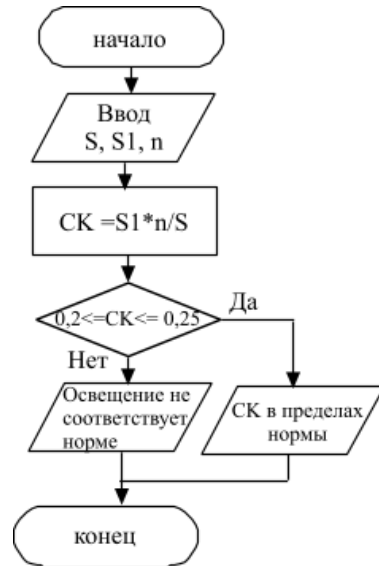 начало
Ввод
S, S1, n
СК =S1*n/S
0,2<=СК<= 0,25
Да
Нет
Освещение не
соответствует
норме
СК в пределах
нормы
конец